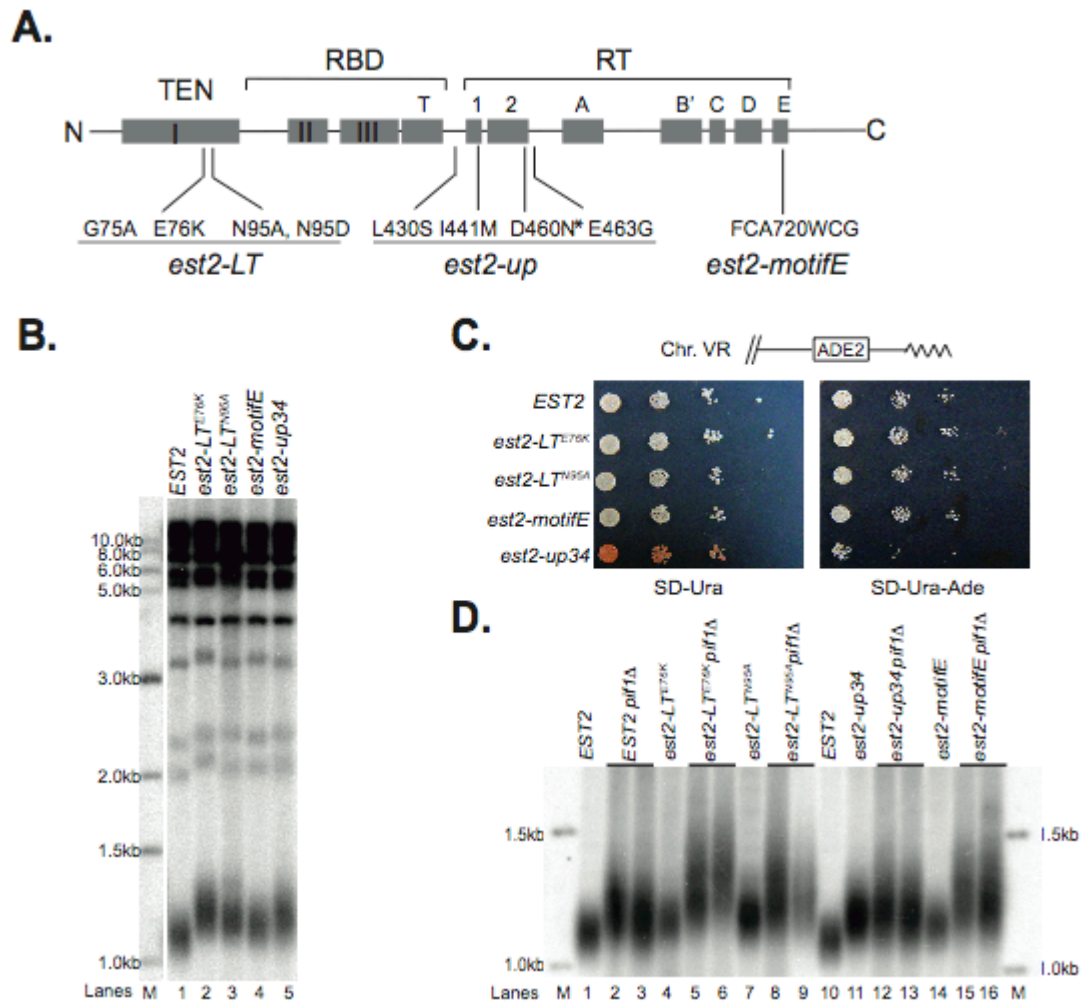 A.
RBD
RT
TEN
T
1
2
A
B'
C
D
E
N
I
II
III
C
G75A E76K
N95A, N95D
L430S I441M
D460N* E463G
FCA720WCG
est2-LT
est2-up
est2-motifE
B.
EST2
est2-LT^E76K
est2-LT^N95A
est2-motifE
est2-up34
10.0kb
8.0kb
6.0kb
5.0kb
3.0kb
2.0kb
1.5kb
1.0kb
Lanes M 1 2 3 4 5
C.
Chr. VR
ADE2
EST2
est2-LT^E76K
est2-LT^N95A
est2-motifE
est2-up34
SD-Ura
SD-Ura-Ade
D.
EST2
EST2 pif1Δ
est2-LT^E76K
est2-LT^E76K pif1Δ
est2-LT^N95A
est2-LT^N95A pif1Δ
EST2
est2-up34
est2-up34 pif1Δ
est2-motifE
est2-motifE pif1Δ
1.5kb
1.5kb
1.0kb
1.0kb
Lanes M 1 2 3 4 5 6 7 8 9 10 11 12 13 14 15 16 M